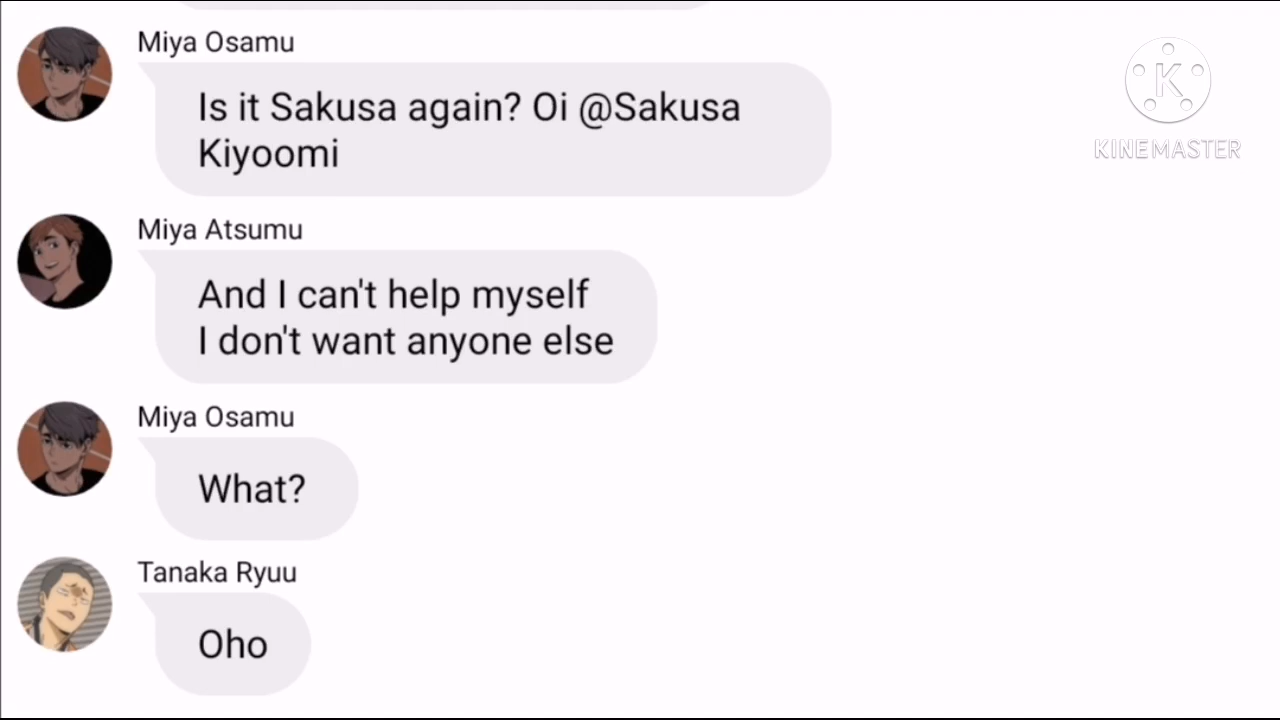 Miya Osamu
Is it Sakusa again? Oi @Sakusa
Kiyoomi
K
KINEMASTER
Miya Atsumu
And I can't help myself
I don't want anyone else
Miya Osamu
What?
Tanaka Ryuu
Oho